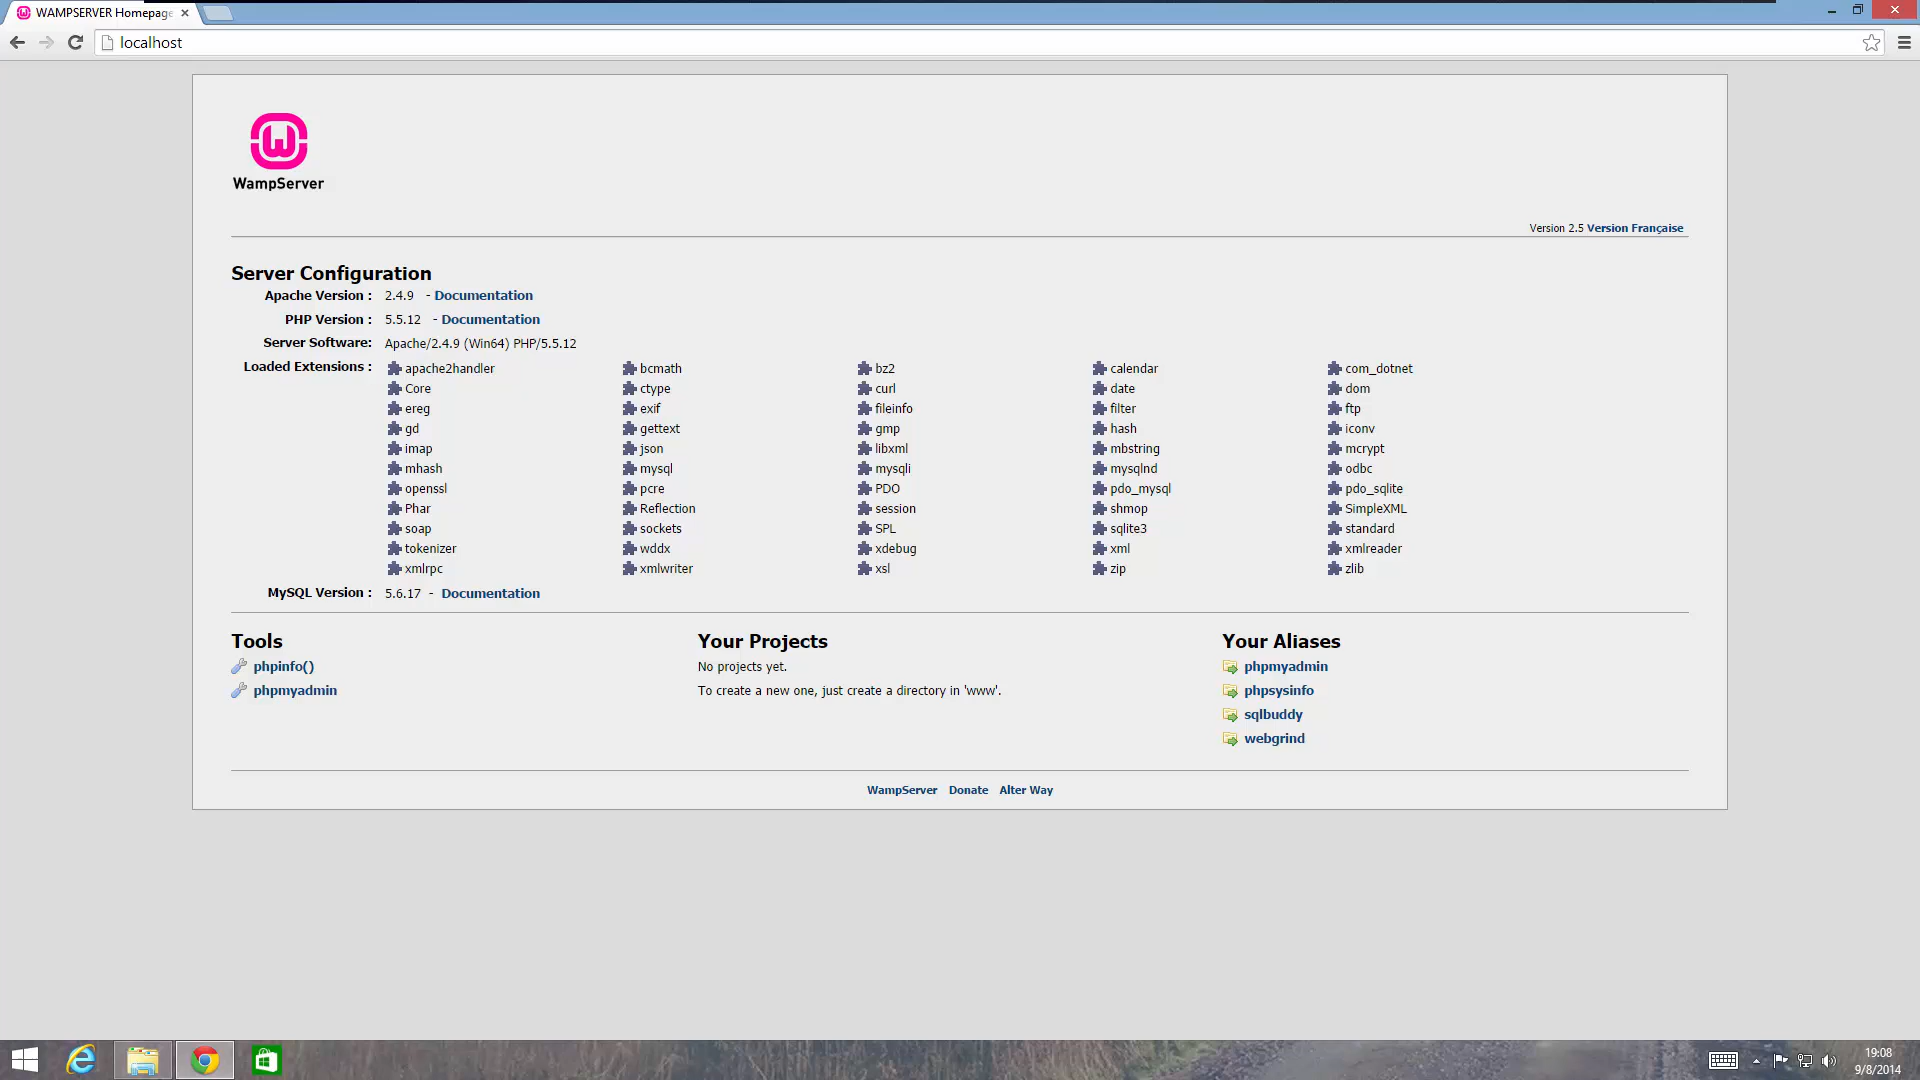 WAMPSERVER Homepage
localhost
WampServer
Version 2.5 Version Française
Server Configuration
Apache Version : 2.4.9 - Documentation
PHP Version : 5.5.12 - Documentation
Server Software: Apache/2.4.9 (Win64) PHP/5.5.12
Loaded Extensions : apache2handler bcmath bz2 calendar com_dotnet
Core ctype curl date dom
ereg exif fileinfo filter ftp
gd gettext gmp hash iconv
imap json libxml mbstring mcrypt
mhash mysql mysqli mysqlnd odbc
openssl pcre PDO pdo_mysql pdo_sqlite
Phar Reflection session shmop SimpleXML
soap sockets SPL sqlite3 standard
tokenizer wddx xdebug xml xmlreader
xmlrpc xmlwriter xsl zip zlib
MySQL Version : 5.6.17 - Documentation
Tools
phpinfo()
phpmyadmin
Your Projects
No projects yet.
To create a new one, just create a directory in 'www'.
Your Aliases
phpmyadmin
phpsysinfo
sqlbuddy
webgrind
WampServer Donate Alter Way
19:08
9/8/2014